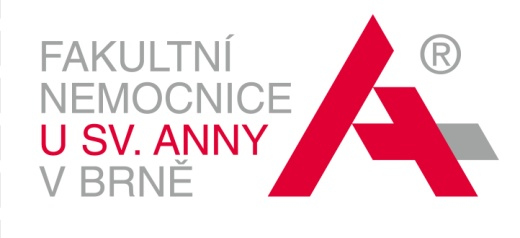 FAKULTNÍ
NEMOCNICE
U SV. ANNY
V BRNĚ
®